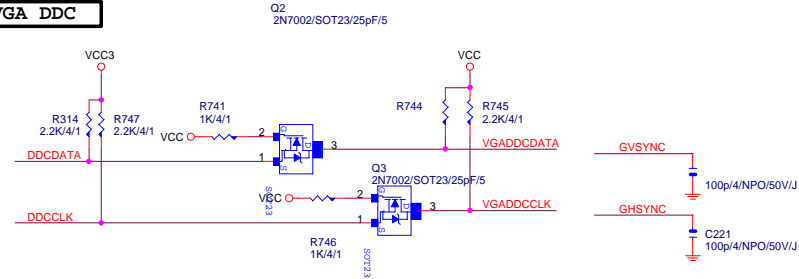 VGA DDC
Q2
2N7002/SOT23/25pF/5
VCC3
VCC
R314
2.2K/4/1
R747
2.2K/4/1
R741
1K/4/1
VCC
2
G
D
S
1
3
R744
R745
2.2K/4/1
DDCDATA
VGADDCDATA
GVSYNC
100p/4/NPO/50V/J
Q3
2N7002/SOT23/25pF/5
SOT23
VCC
2
G
D
S
1
3
DDCCLK
VGADDCCLK
GHSYNC
R746
1K/4/1
SOT23
C221
100p/4/NPO/50V/J